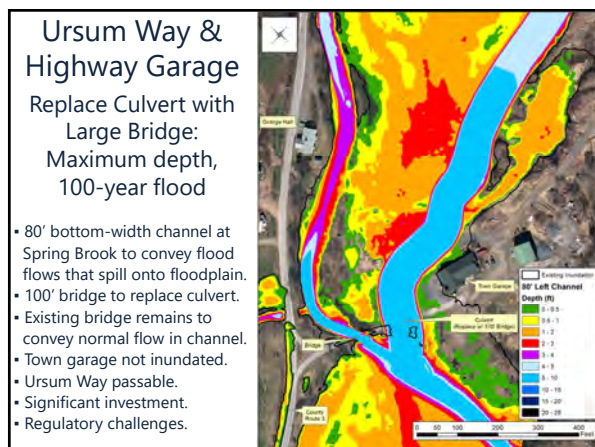 Ursum Way &
Highway Garage
Replace Culvert with
Large Bridge:
Maximum depth,
100-year flood
▪ 80' bottom-width channel at
Spring Brook to convey flood
flows that spill onto floodplain.
▪ 100' bridge to replace culvert.
▪ Existing bridge remains to
convey normal flow in channel.
▪ Town garage not inundated.
▪ Ursum Way passable.
▪ Significant investment.
▪ Regulatory challenges.
Grange Hall
Town Garage
Culvert
(Replace w/ 100' Bridge)
Bridge
County
Route 3
Existing Inundation
80' Left Channel
Depth (ft)
0 - 0.5
0.5 - 1
1 - 2
2 - 3
3 - 4
4 - 5
5 - 10
10 - 15
15 - 20
20 - 25
0 50 100 200 300 400
Feet